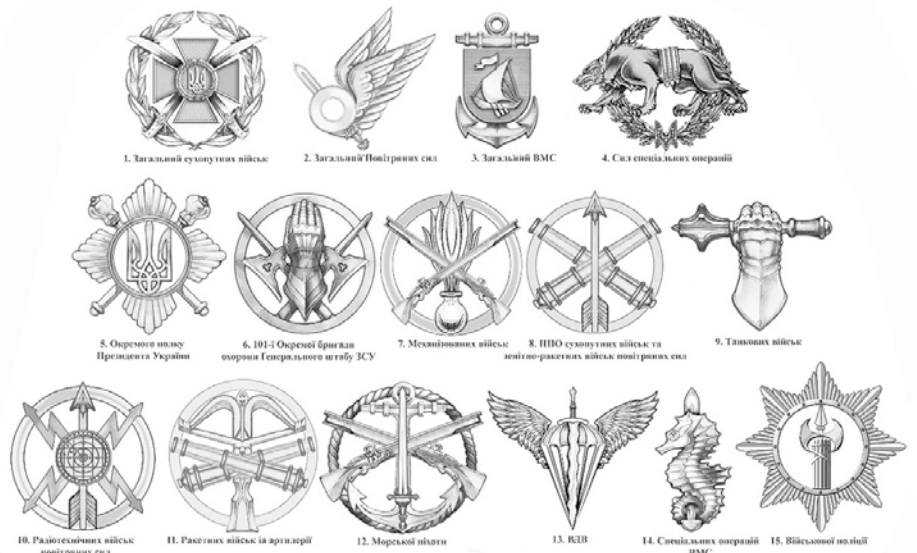 1. Загальний сухопутних військ
2. Загальний Повітряних сил
3. Загальний ВМС
4. Сил спеціальних операцій
5. Окремого полку
Президента України
6. 101-ї Окремої бригади
охорони Генерального штабу ЗСУ
7. Механізованих військ
8. ППО сухопутних військ та
зенітно-ракетних військ повітряних сил
9. Танкових військ
10. Радіотехнічних військ
повітряних сил
11. Ракетних військ та артилерії
12. Морської піхоти
13. ВДВ
14. Спеціальних операцій
ВМС
15. Військової поліції